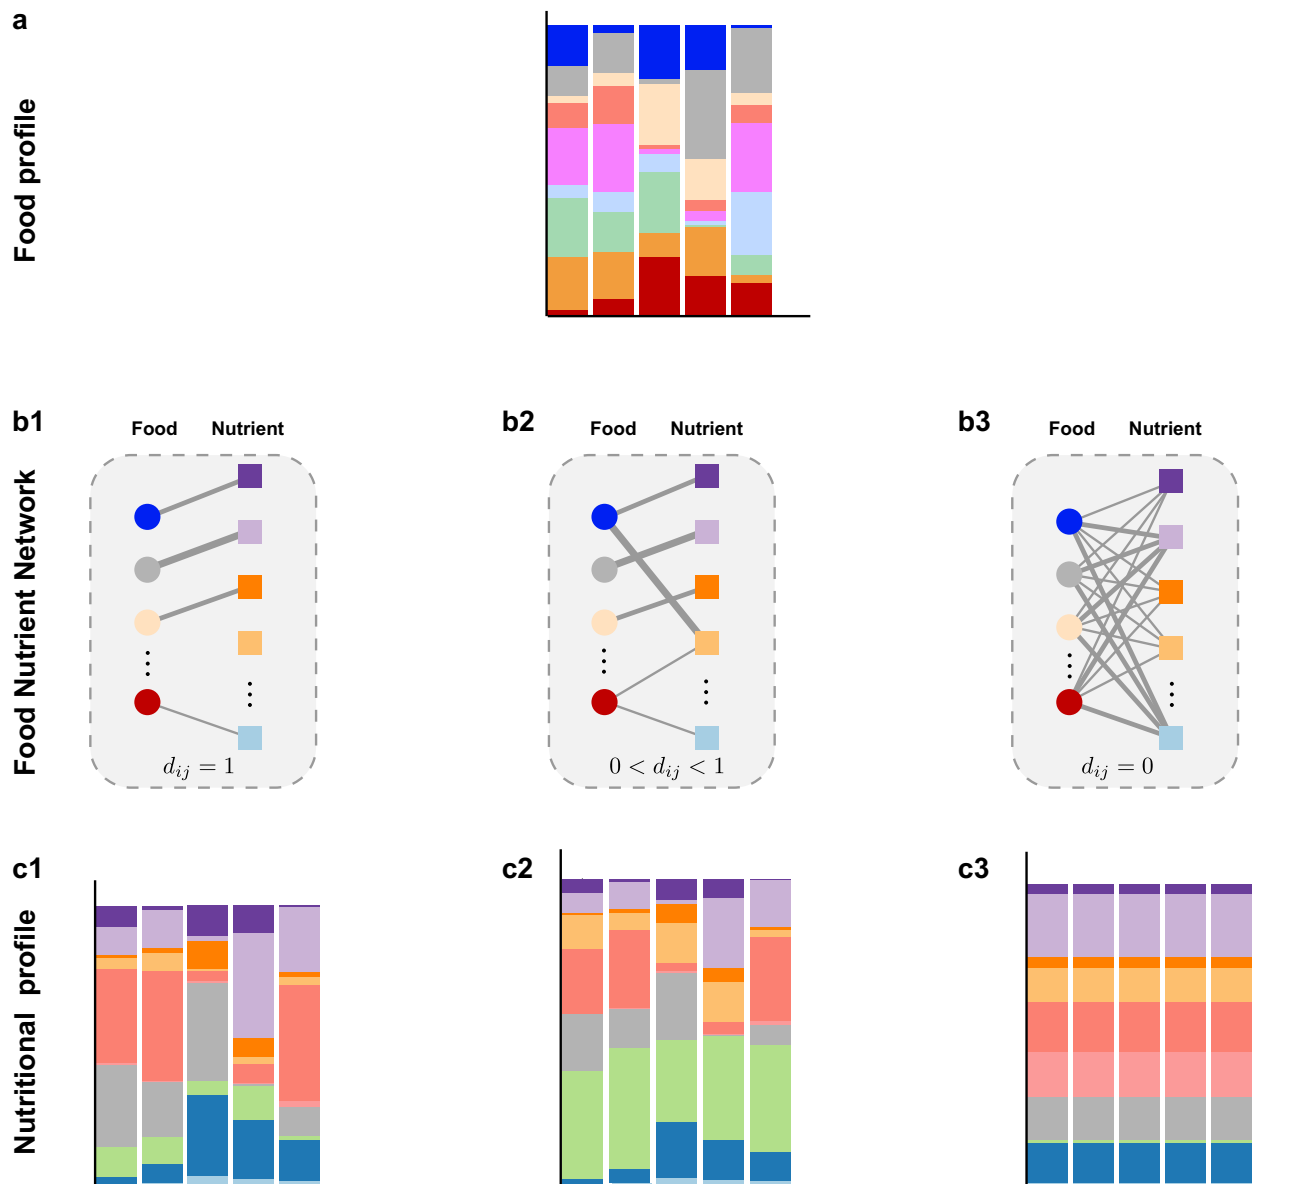 a
Food profile
b1
Food Nutrient
b2
Food Nutrient
b3
Food Nutrient
Food Nutrient Network
$d_{ij} = 1$
$0 < d_{ij} < 1$
$d_{ij} = 0$
c1
c2
c3
Nutritional profile